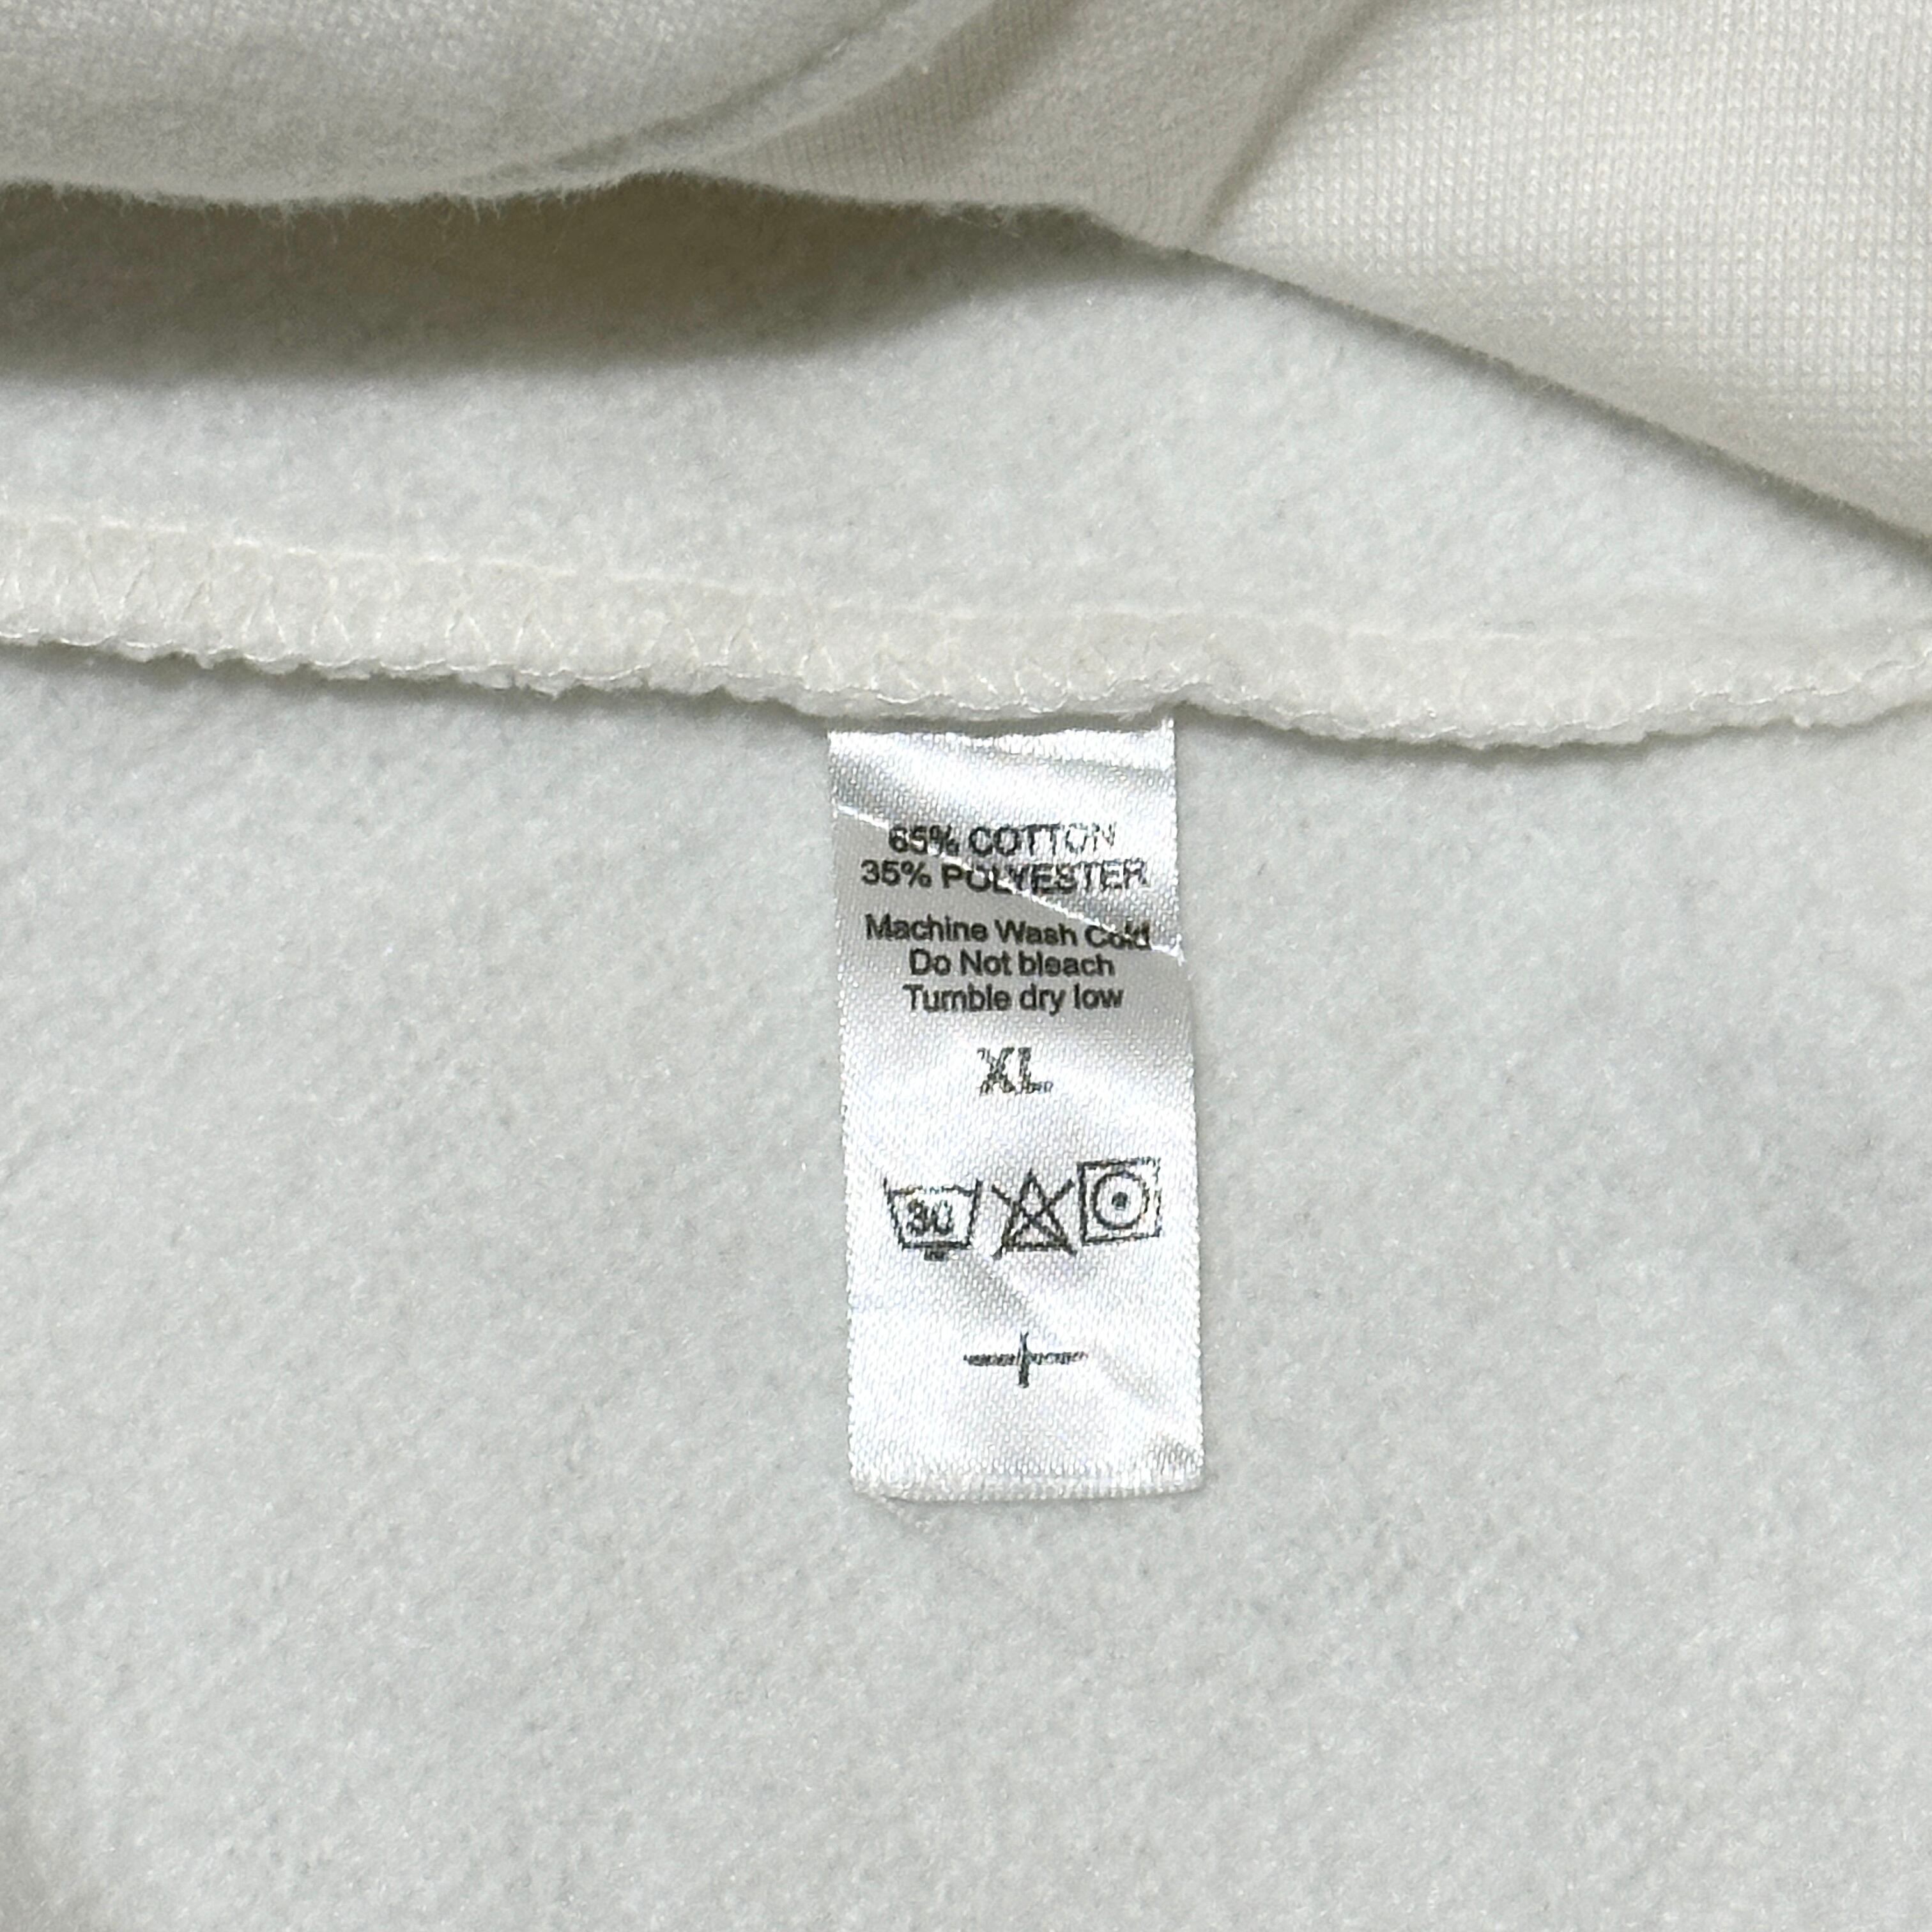 65% COTTON
35% POLYESTER
Machine Wash Cold
Do Not bleach
Tumble dry low
XL
30